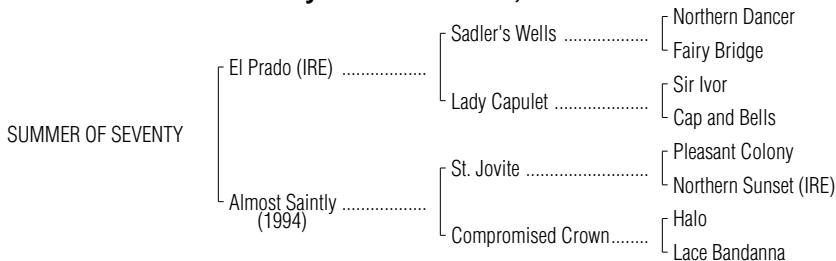 Northern Dancer
Sadler's Wells ..................
Fairy Bridge
El Prado (IRE) ..................
Sir Ivor
Lady Capulet ....................
Cap and Bells
SUMMER OF SEVENTY
Pleasant Colony
St. Jovite ..........................
Northern Sunset (IRE)
Almost Saintly ..................
(1994)
Halo
Compromised Crown........
Lace Bandanna